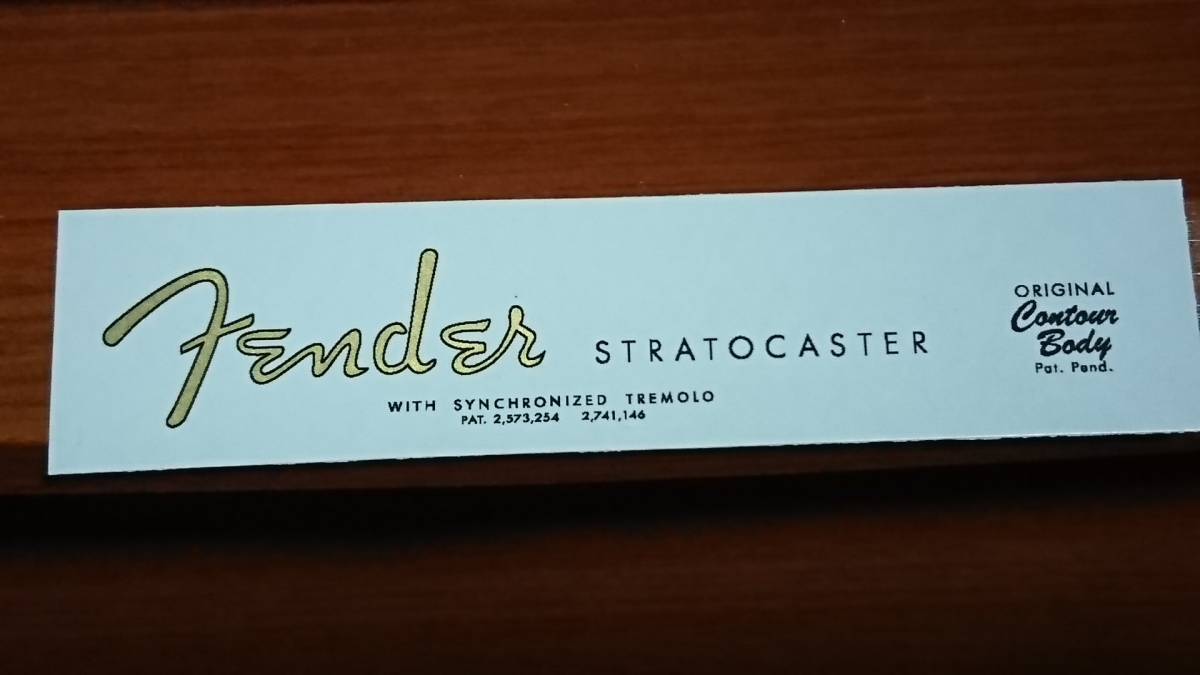 Fender STRATOCASTER
WITH SYNCHRONIZED TREMOLO
PAT. 2,573,254 2,741,146
ORIGINAL
Contour
Body
Pat. Pend.